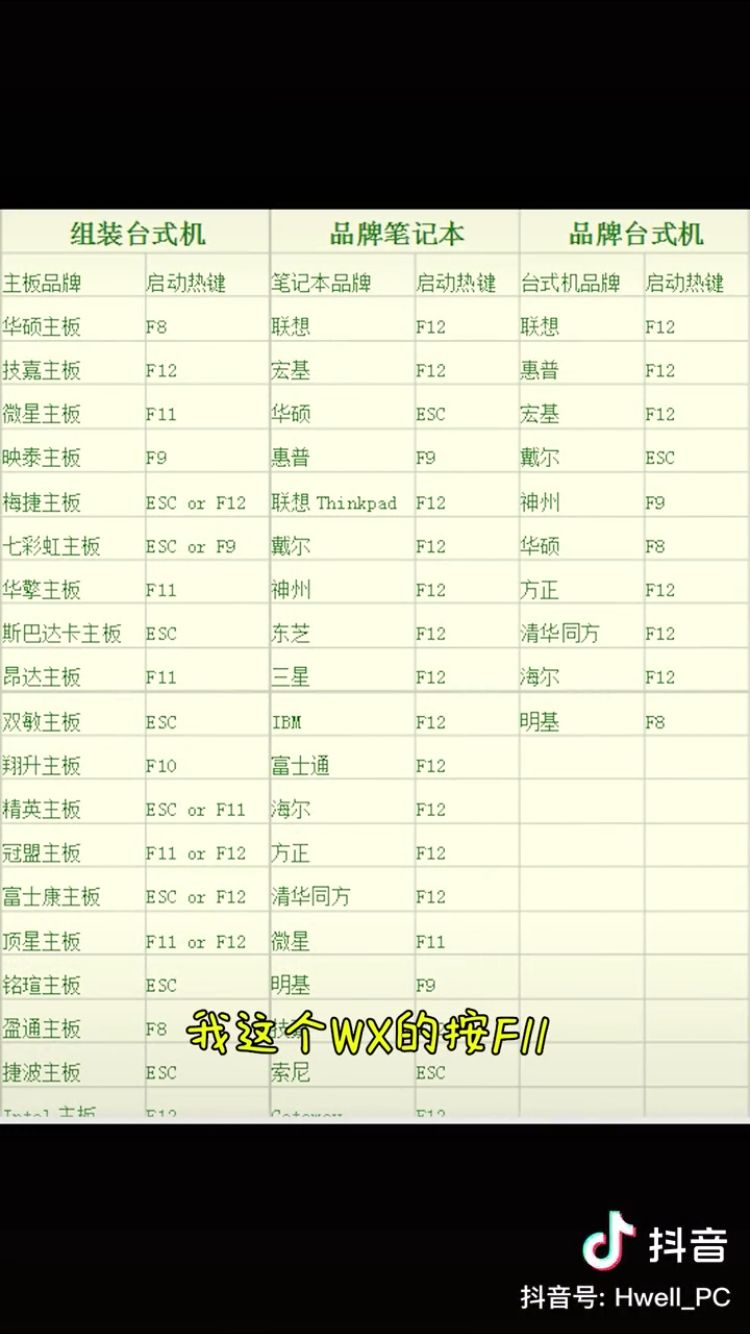 组装台式机 品牌笔记本 品牌台式机
主板品牌 启动热键 笔记本品牌 启动热键 台式机品牌 启动热键
华硕主板 F8 联想 F12 联想 F12
技嘉主板 F12 宏基 F12 惠普 F12
微星主板 F11 华硕 ESC 宏基 F12
映泰主板 F9 惠普 F9 戴尔 ESC
梅捷主板 ESC or F12 联想 Thinkpad F12 神州 F9
七彩虹主板 ESC or F9 戴尔 F12 华硕 F8
华擎主板 F11 神州 F12 方正 F12
斯巴达卡主板 ESC 东芝 F12 清华同方 F12
昂达主板 F11 三星 F12 海尔 F12
双敏主板 ESC IBM F12 明基 F8
翔升主板 F10 富士通 F12
精英主板 ESC or F11 海尔 F12
冠盟主板 F11 or F12 方正 F12
富士康主板 ESC or F12 清华同方 F12
顶星主板 F11 or F12 微星 F11
铭瑄主板 ESC 明基 F9
盈通主板 F8
我这个WX的按F11
捷波主板 ESC 索尼 ESC
Intel 主板 F12 Gateway F12
抖音
抖音号: Hwell_PC